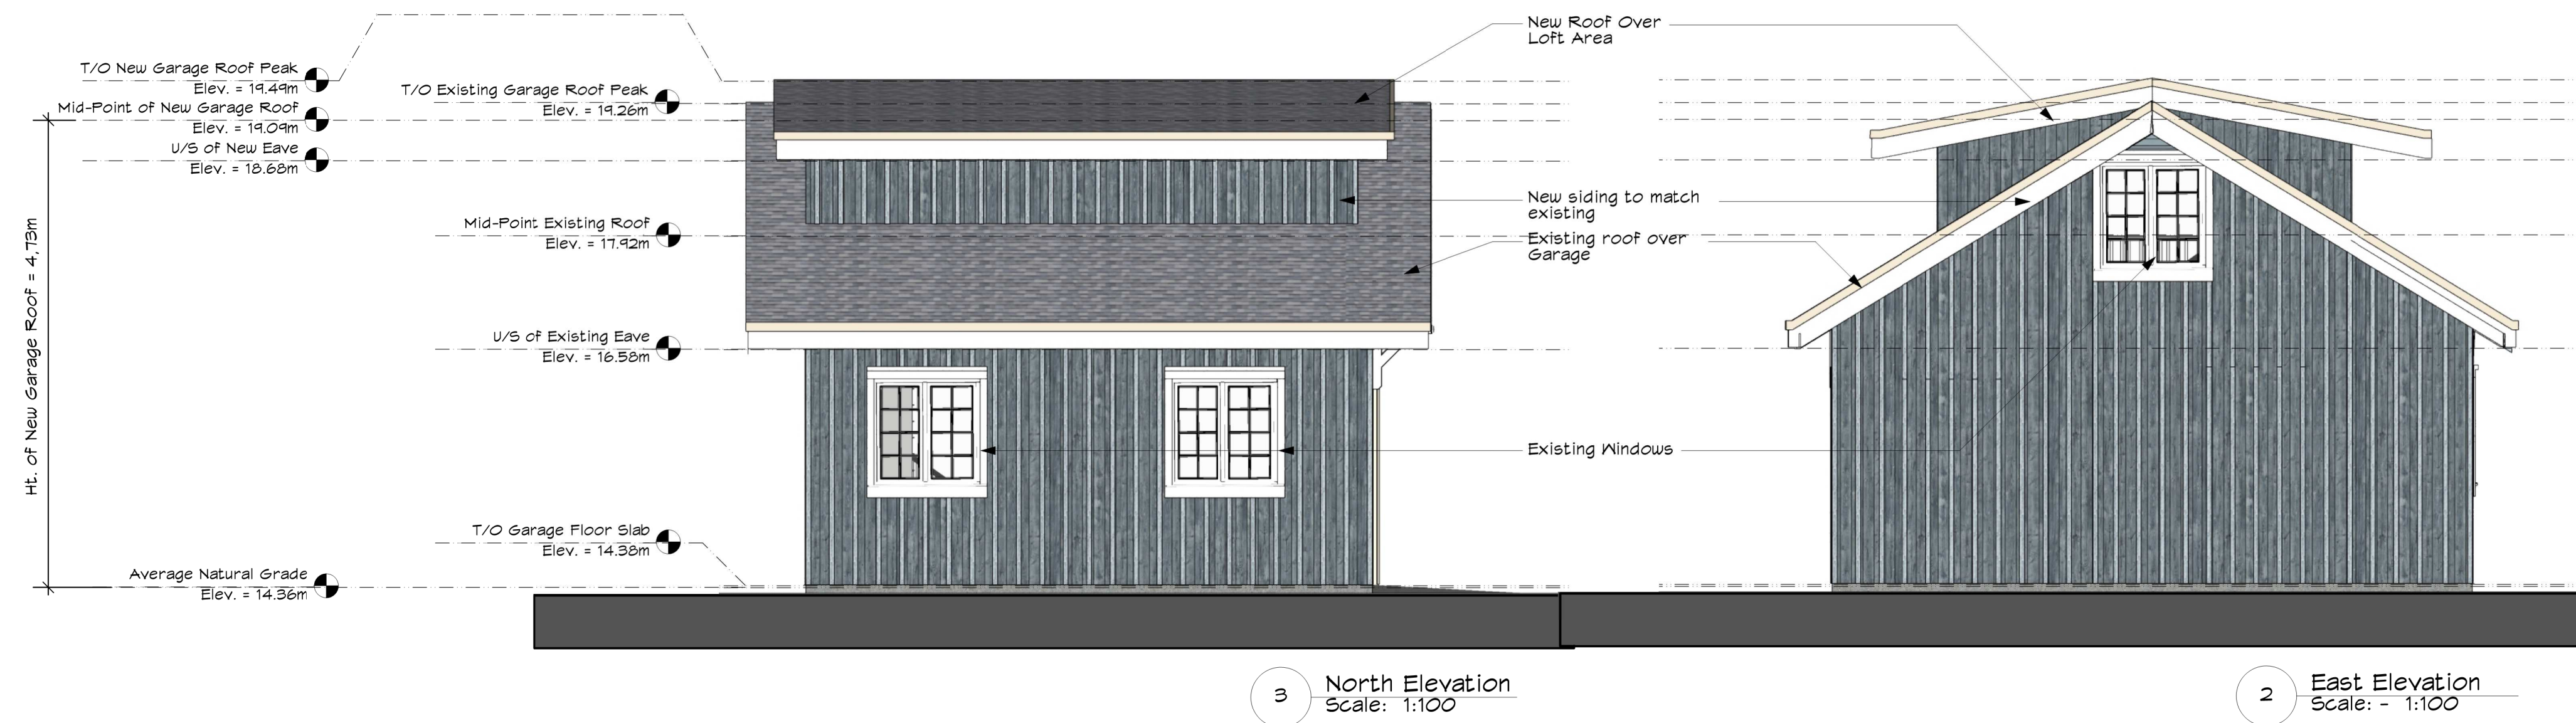 T/O New Garage Roof Peak
Elev. = 19.49m
Mid-Point of New Garage Roof
Elev. = 19.09m
U/S of New Eave
Elev. = 18.68m
T/O Existing Garage Roof Peak
Elev. = 19.26m
Mid-Point Existing Roof
Elev. = 17.92m
U/S of Existing Eave
Elev. = 16.58m
T/O Garage Floor Slab
Elev. = 14.38m
Average Natural Grade
Elev. = 14.36m
Ht. of New Garage Roof = 4,73m
New Roof Over
Loft Area
New siding to match
existing
Existing roof over
Garage
Existing Windows
3
North Elevation
Scale: 1:100
2
East Elevation
Scale: - 1:100